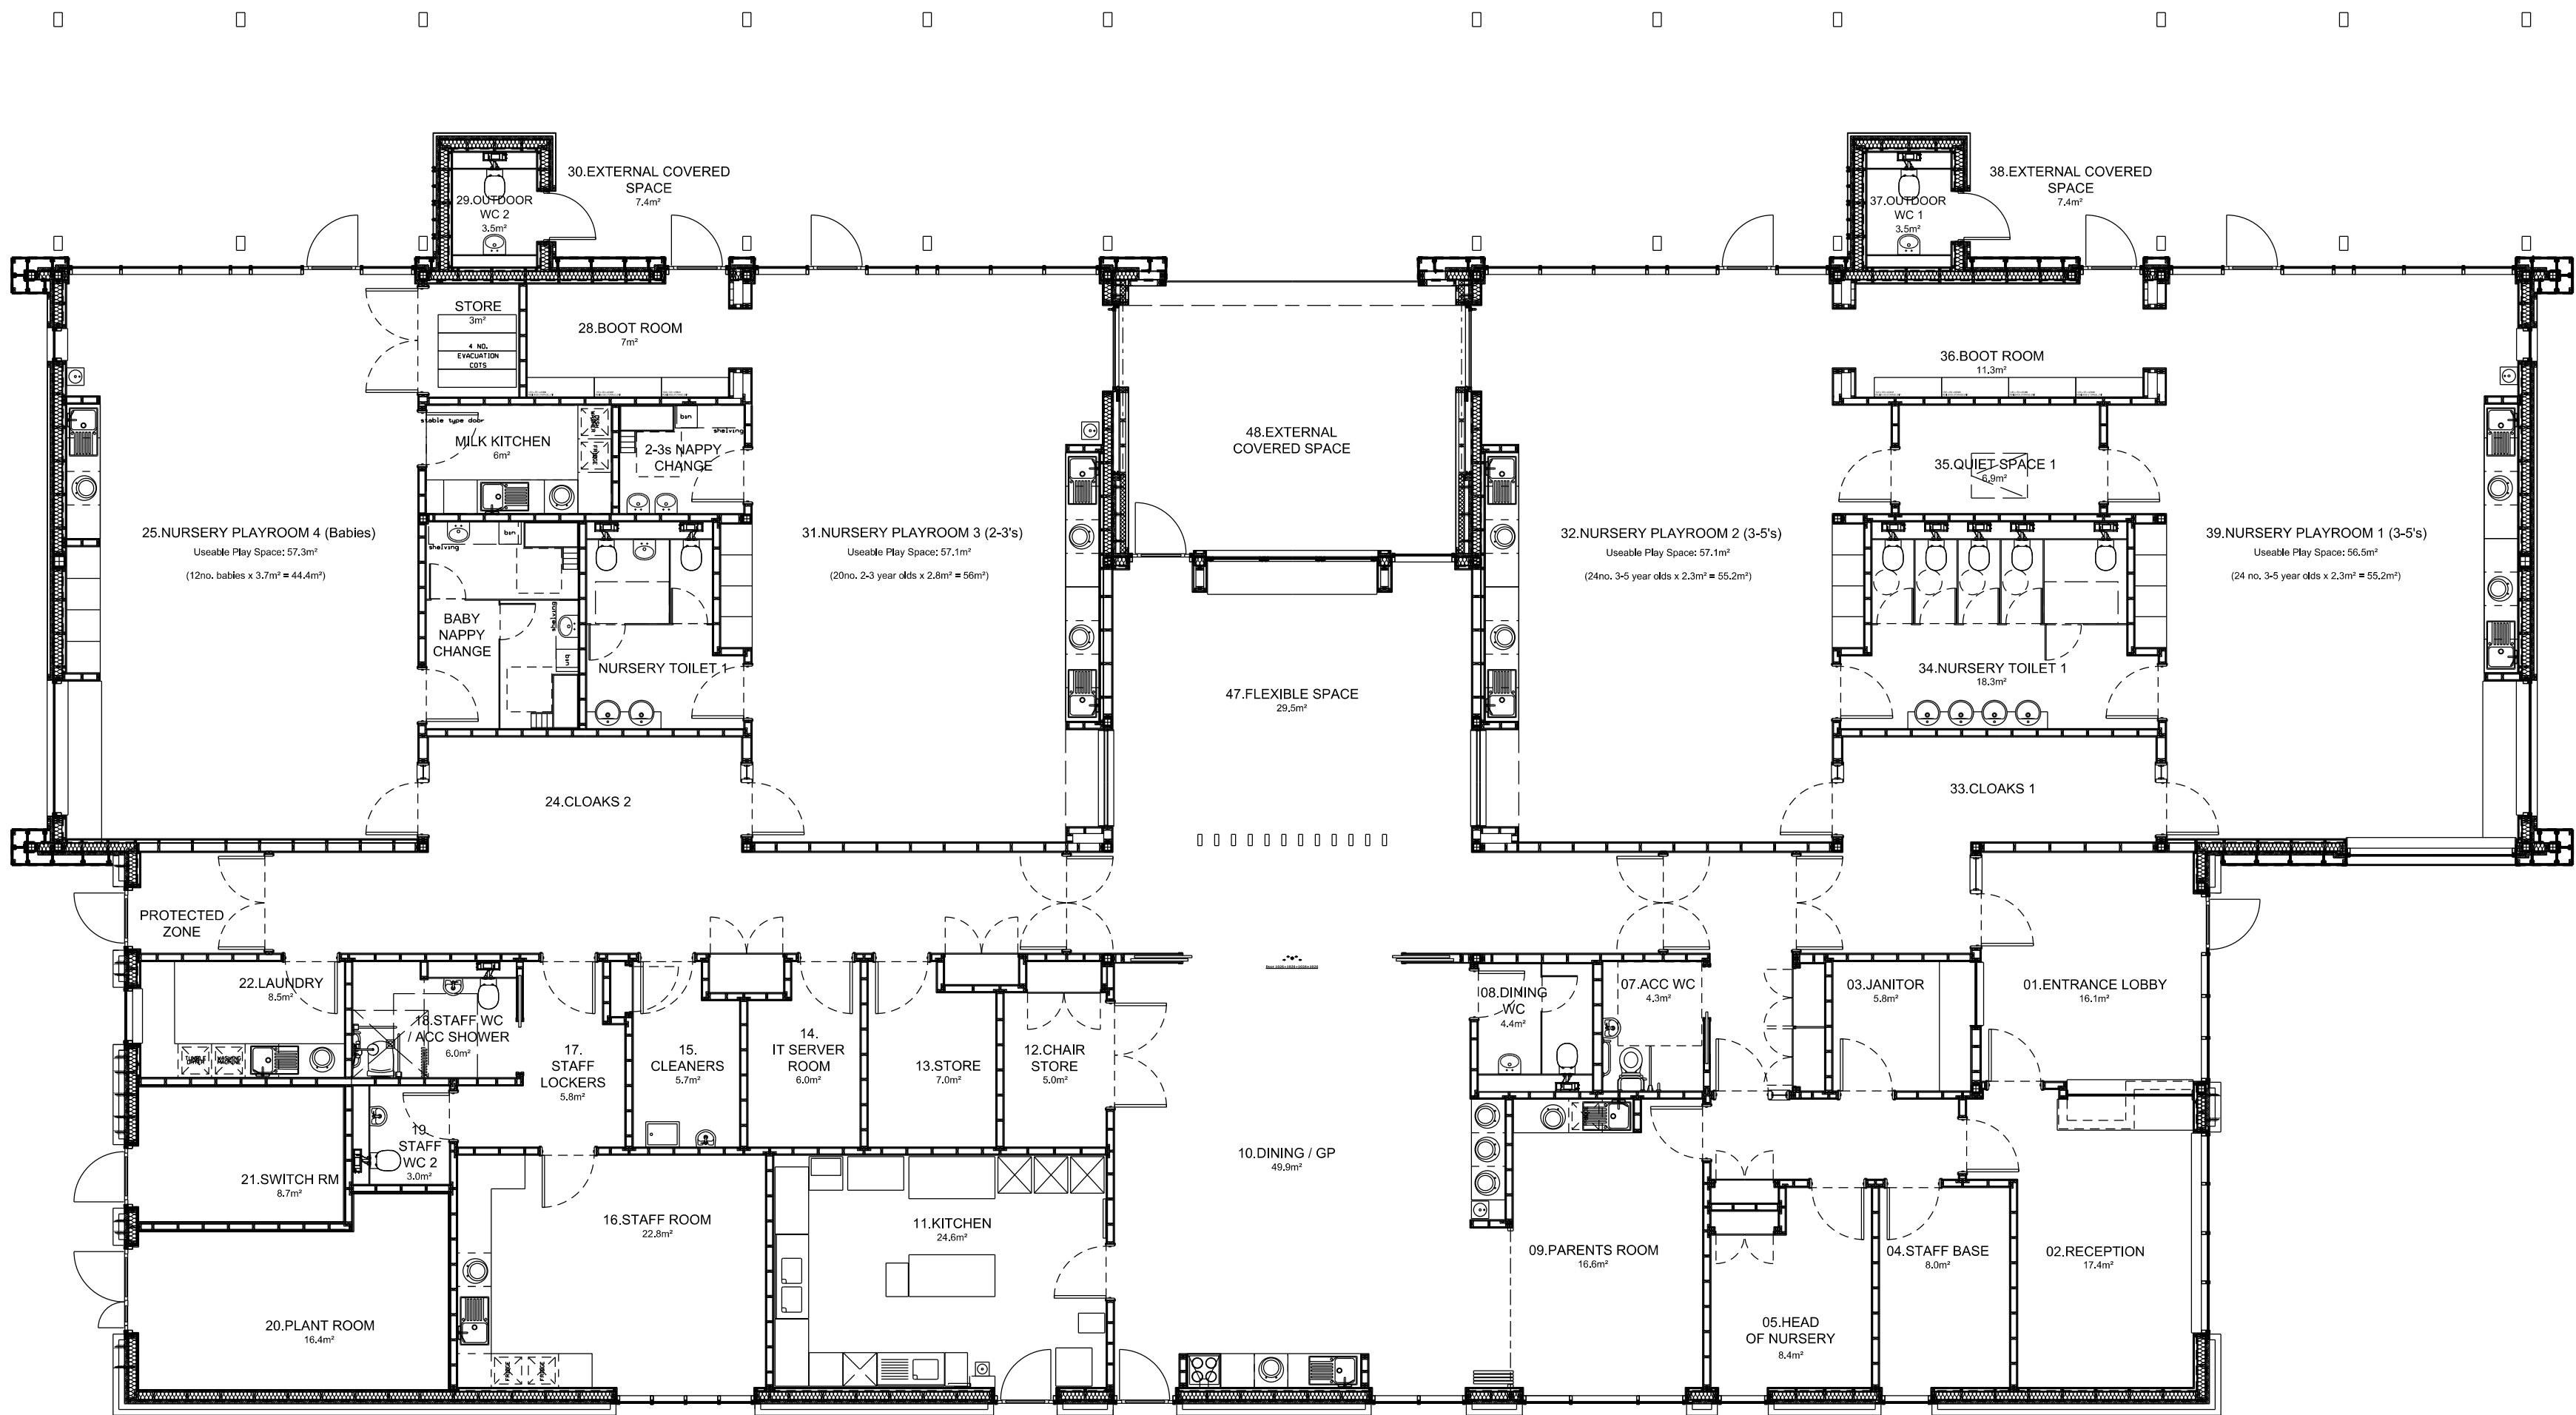 30.EXTERNAL COVERED
SPACE
7.4m²
38.EXTERNAL COVERED
SPACE
7.4m²
29.OUTDOOR
WC 2
3.5m²
37.OUTDOOR
WC 1
3.5m²
STORE
3m²
4 NO.
EVACUATION
COTS
28.BOOT ROOM
7m²
36.BOOT ROOM
11.3m²
stable type door
MILK KITCHEN
6m²
FRIDGE
bin
shelving
2-3s NAPPY
CHANGE
48.EXTERNAL
COVERED SPACE
35.QUIET SPACE 1
6.9m²
25.NURSERY PLAYROOM 4 (Babies)
Useable Play Space: 57.3m²
(12no. babies x 3.7m² = 44.4m²)
shelving
bin
shelving
bin
BABY
NAPPY
CHANGE
NURSERY TOILET 1
31.NURSERY PLAYROOM 3 (2-3's)
Useable Play Space: 57.1m²
(20no. 2-3 year olds x 2.8m² = 56m²)
32.NURSERY PLAYROOM 2 (3-5's)
Useable Play Space: 57.1m²
(24no. 3-5 year olds x 2.3m² = 55.2m²)
39.NURSERY PLAYROOM 1 (3-5's)
Useable Play Space: 56.5m²
(24 no. 3-5 year olds x 2.3m² = 55.2m²)
34.NURSERY TOILET 1
18.3m²
47.FLEXIBLE SPACE
29.5m²
24.CLOAKS 2
33.CLOAKS 1
PROTECTED
ZONE
22.LAUNDRY
8.5m²
18.STAFF WC
/ ACC SHOWER
6.0m²
17.
STAFF
LOCKERS
5.8m²
15.
CLEANERS
5.7m²
14.
IT SERVER
ROOM
6.0m²
13.STORE
7.0m²
12.CHAIR
STORE
5.0m²
08.DINING
WC
4.4m²
07.ACC WC
4.3m²
03.JANITOR
5.8m²
01.ENTRANCE LOBBY
16.1m²
19.
STAFF
WC 2
3.0m²
21.SWITCH RM
8.7m²
10.DINING / GP
49.9m²
16.STAFF ROOM
22.8m²
11.KITCHEN
24.6m²
09.PARENTS ROOM
16.6m²
04.STAFF BASE
8.0m²
02.RECEPTION
17.4m²
20.PLANT ROOM
16.4m²
05.HEAD
OF NURSERY
8.4m²
FRIDGE
FRIDGE